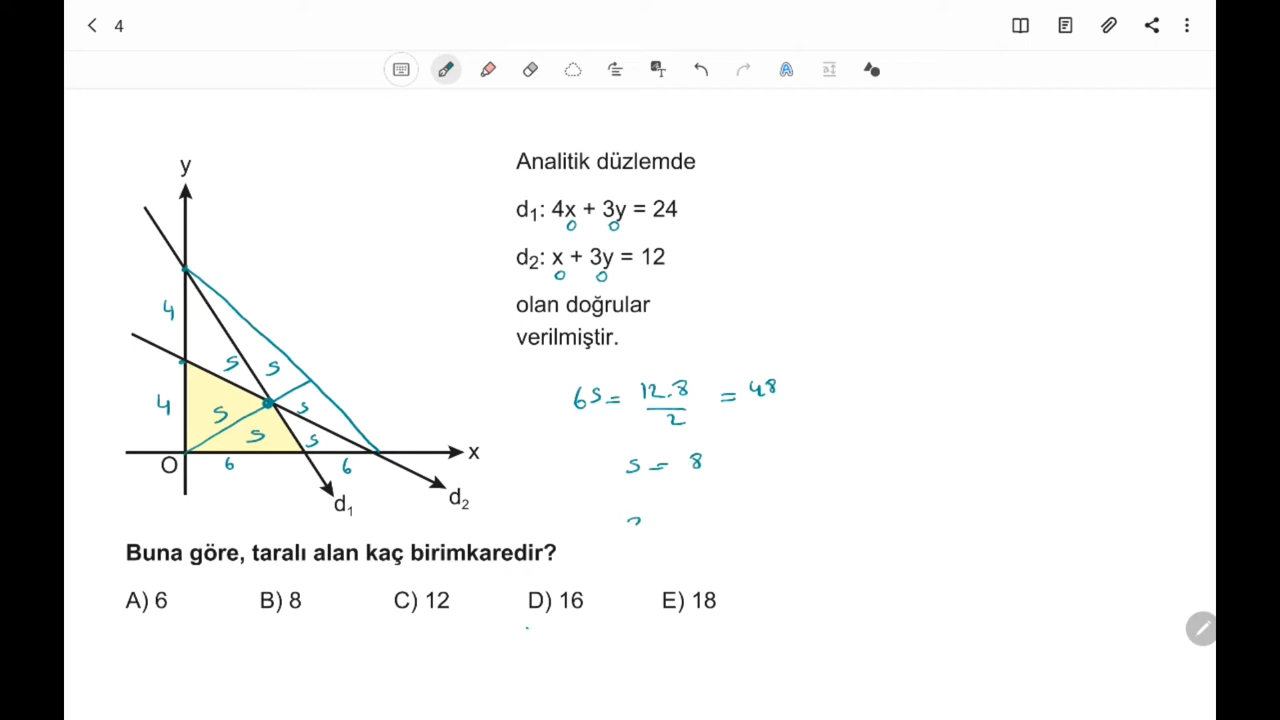 4
y
Analitik düzlemde
d₁: 4x + 3y = 24
0 0
d₂: x + 3y = 12
0 0
olan doğrular
verilmiştir.
4
S S
6S = 12.8 / 2 = 48
4 S S
S S
O 6 6 x
S = 8
d₁ d₂
2
Buna göre, taralı alan kaç birimkaredir?
A) 6 B) 8 C) 12 D) 16 E) 18